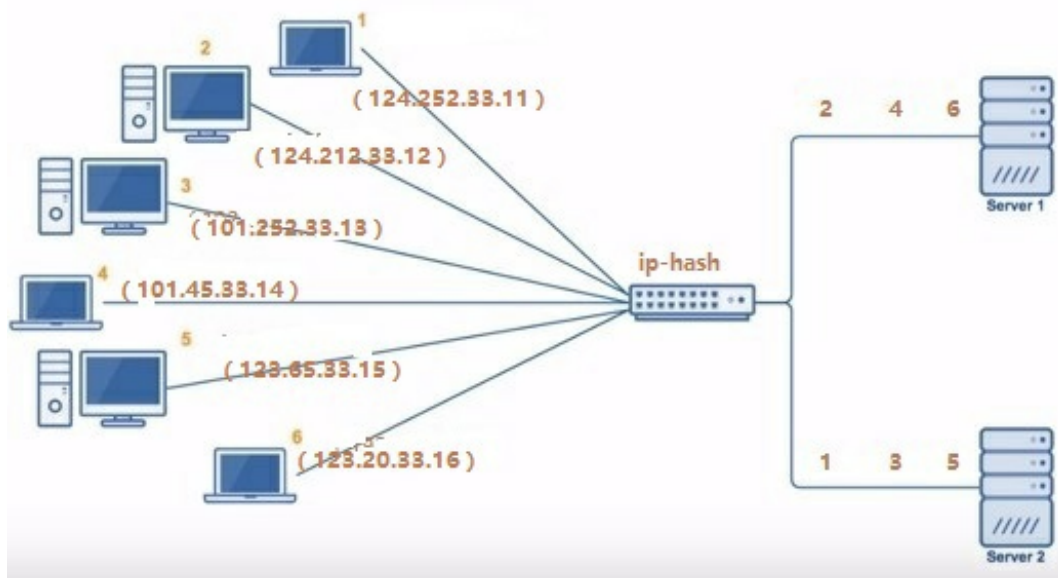 1
( 124.252.33.11 )
2
( 124.212.33.12 )
3
( 101.252.33.13 )
4
( 101.45.33.14 )
5
( 123.65.33.15 )
6
( 123.20.33.16 )
ip-hash
2 4 6
Server 1
1 3 5
Server 2